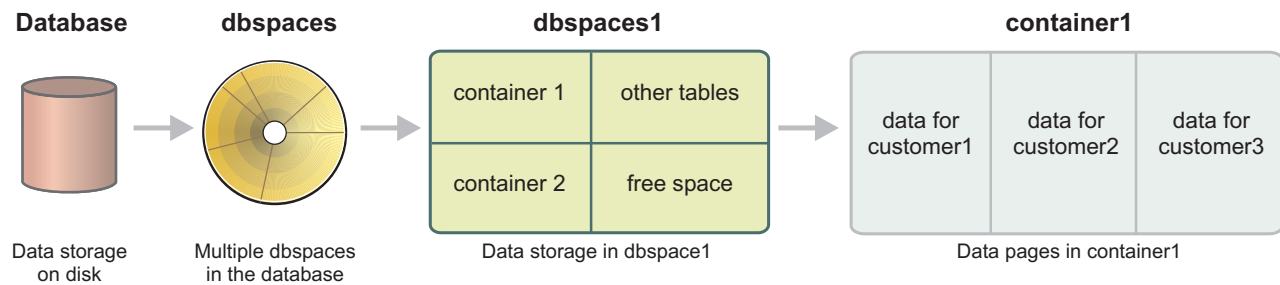 Database
dbspaces
dbspaces1
container1
container 1
other tables
container 2
free space
data for
customer1
data for
customer2
data for
customer3
Data storage
on disk
Multiple dbspaces
in the database
Data storage in dbspace1
Data pages in container1